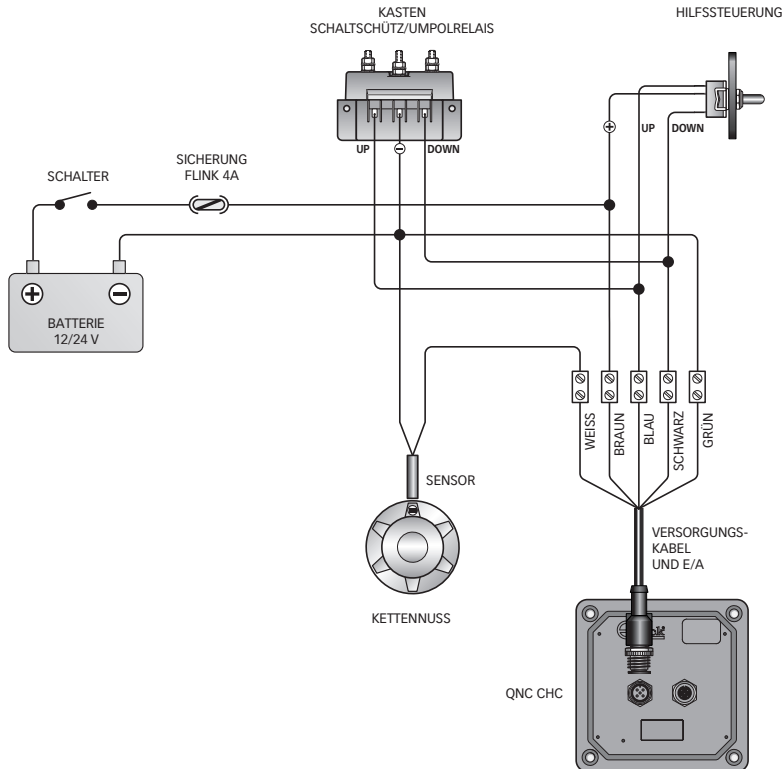 KASTEN
SCHALTSCHÜTZ/UMPOLRELAIS
HILFSSTEUERUNG
UP
DOWN
UP
DOWN
SCHALTER
SICHERUNG
FLINK 4A
BATTERIE
12/24 V
WEISS
BRAUN
BLAU
SCHWARZ
GRÜN
SENSOR
KETTENNUSS
VERSORGUNGS-
KABEL
UND E/A
QNC CHC